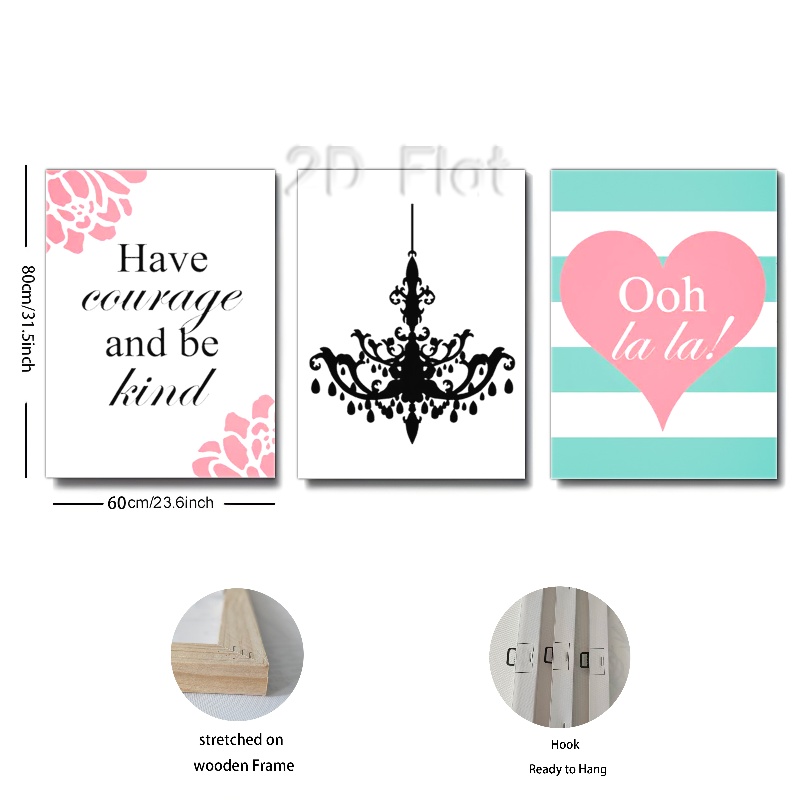 2D Flat
Have
courage
and be
kind
Ooh
la la!
80cm/31.5inch
60cm/23.6inch
stretched on
wooden Frame
Hook
Ready to Hang